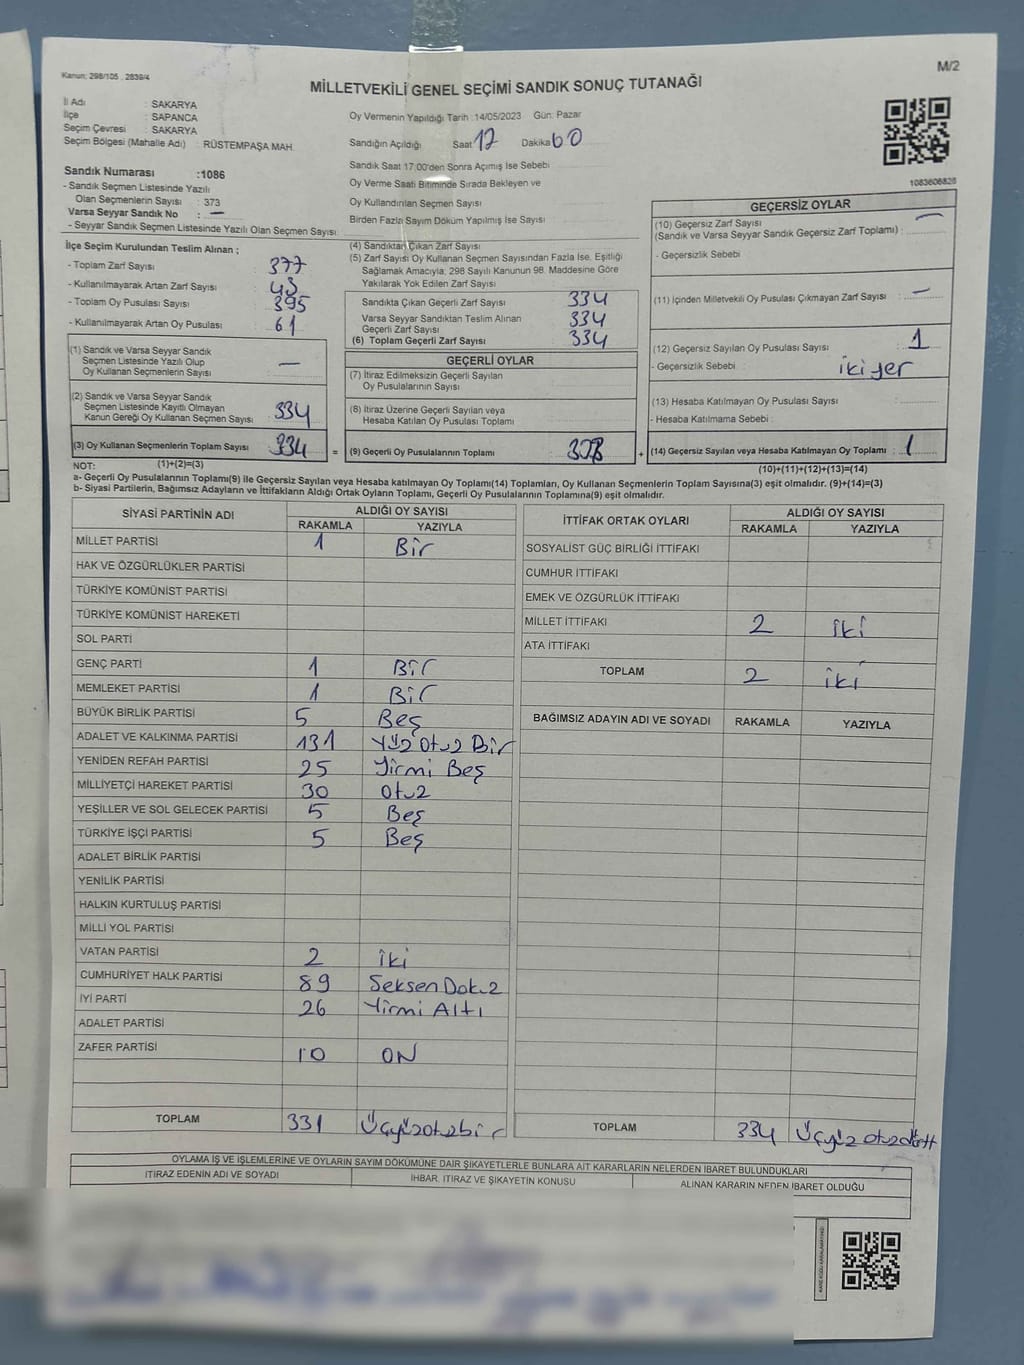 Kanun; 298/105 , 2839/4
M/2
MİLLETVEKİLİ GENEL SEÇİMİ SANDIK SONUÇ TUTANAĞI
İl Adı : SAKARYA
İlçe : SAPANCA
Seçim Çevresi : SAKARYA
Seçim Bölgesi (Mahalle Adı) : RÜSTEMPAŞA MAH.
Oy Vermenin Yapıldığı Tarih :14/05/2023 Gün: Pazar
Sandığın Açıldığı Saat 17 Dakika 00
Sandık Saat 17:00'den Sonra Açımış İse Sebebi
Oy Verme Saati Bitiminde Sırada Bekleyen ve
Oy Kullandırılan Seçmen Sayısı
Birden Fazla Sayım Döküm Yapılmış İse Sayısı
1083606826
Sandık Numarası :1086
- Sandık Seçmen Listesinde Yazılı
Olan Seçmenlerin Sayısı : 373
Varsa Seyyar Sandık No : —
- Seyyar Sandık Seçmen Listesinde Yazılı Olan Seçmen Sayısı:
İlçe Seçim Kurulundan Teslim Alınan ;
- Toplam Zarf Sayısı : 377
- Kullanılmayarak Artan Zarf Sayısı : 43
- Toplam Oy Pusulası Sayısı : 395
- Kullanılmayarak Artan Oy Pusulası : 61
(1) Sandık ve Varsa Seyyar Sandık
Seçmen Listesinde Yazılı Olup
Oy Kullanan Seçmenlerin Sayısı : —
(2) Sandık ve Varsa Seyyar Sandık
Seçmen Listesinde Kayıtlı Olmayan
Kanun Gereği Oy Kullanan Seçmen Sayısı : 334
(3) Oy Kullanan Seçmenlerin Toplam Sayısı 334
(4) Sandıktan Çıkan Zarf Sayısı
(5) Zarf Sayısı Oy Kullanan Seçmen Sayısından Fazla İse, Eşitliği
Sağlamak Amacıyla; 298 Sayılı Kanunun 98. Maddesine Göre
Yakılarak Yok Edilen Zarf Sayısı
Sandıkta Çıkan Geçerli Zarf Sayısı 334
Varsa Seyyar Sandıktan Teslim Alınan
Geçerli Zarf Sayısı 334
(6) Toplam Geçerli Zarf Sayısı 334
GEÇERLİ OYLAR
(7) İtiraz Edilmeksizin Geçerli Sayılan
Oy Pusulalarının Sayısı
(8) İtiraz Üzerine Geçerli Sayılan veya
Hesaba Katılan Oy Pusulası Toplamı
= (9) Geçerli Oy Pusulalarının Toplamı
GEÇERSİZ OYLAR
(10) Geçersiz Zarf Sayısı —
(Sandık ve Varsa Seyyar Sandık Geçersiz Zarf Toplamı) :
- Geçersizlik Sebebi
(11) İçinden Milletvekili Oy Pusulası Çıkmayan Zarf Sayısı : —
(12) Geçersiz Sayılan Oy Pusulası Sayısı : 1
- Geçersizlik Sebebi : iki yer
(13) Hesaba Katılmayan Oy Pusulası Sayısı :
- Hesaba Katılmama Sebebi :
+ (14) Geçersiz Sayılan veya Hesaba Katılmayan Oy Toplamı : 1
NOT: (1)+(2)=(3)
(10)+(11)+(12)+(13)=(14)
a- Geçerli Oy Pusulalarının Toplamı(9) ile Geçersiz Sayılan veya Hesaba katılmayan Oy Toplamı(14) Toplamları, Oy Kullanan Seçmenlerin Toplam Sayısına(3) eşit olmalıdır. (9)+(14)=(3)
b- Siyasi Partilerin, Bağımsız Adayların ve İttifakların Aldığı Ortak Oyların Toplamı, Geçerli Oy Pusulalarının Toplamına(9) eşit olmalıdır.
SİYASİ PARTİNİN ADI ALDIĞI OY SAYISI
RAKAMLA YAZIYLA
MİLLET PARTİSİ 1 Bir
HAK VE ÖZGÜRLÜKLER PARTİSİ
TÜRKİYE KOMÜNİST PARTİSİ
TÜRKİYE KOMÜNİST HAREKETİ
SOL PARTİ
GENÇ PARTİ 1 Bir
MEMLEKET PARTİSİ 1 Bir
BÜYÜK BİRLİK PARTİSİ 5 Beş
ADALET VE KALKINMA PARTİSİ 131 Yüz Otuz Bir
YENİDEN REFAH PARTİSİ 25 Yirmi Beş
MİLLİYETÇİ HAREKET PARTİSİ 30 Otuz
YEŞİLLER VE SOL GELECEK PARTİSİ 5 Beş
TÜRKİYE İŞÇİ PARTİSİ 5 Beş
ADALET BİRLİK PARTİSİ
YENİLİK PARTİSİ
HALKIN KURTULUŞ PARTİSİ
MİLLİ YOL PARTİSİ
VATAN PARTİSİ 2 iki
CUMHURİYET HALK PARTİSİ 89 Seksen Dokuz
İYİ PARTİ 26 Yirmi Altı
ADALET PARTİSİ
ZAFER PARTİSİ 10 ON
TOPLAM 331 Üçyüzotuzbir
İTTİFAK ORTAK OYLARI ALDIĞI OY SAYISI
RAKAMLA YAZIYLA
SOSYALİST GÜÇ BİRLİĞİ İTTİFAKI
CUMHUR İTTİFAKI
EMEK VE ÖZGÜRLÜK İTTİFAKI
MİLLET İTTİFAKI 2 iki
ATA İTTİFAKI
TOPLAM 2 iki
BAĞIMSIZ ADAYIN ADI VE SOYADI RAKAMLA YAZIYLA
TOPLAM 334 Üçyüz otuzdört
OYLAMA İŞ VE İŞLEMLERİNE VE OYLARIN SAYIM DÖKÜMÜNE DAİR ŞİKAYETLERLE BUNLARA AİT KARARLARIN NELERDEN İBARET BULUNDUKLARI
İTİRAZ EDENİN ADI VE SOYADI İHBAR, İTİRAZ VE ŞİKAYETİN KONUSU ALINAN KARARIN NEDEN İBARET OLDUĞU